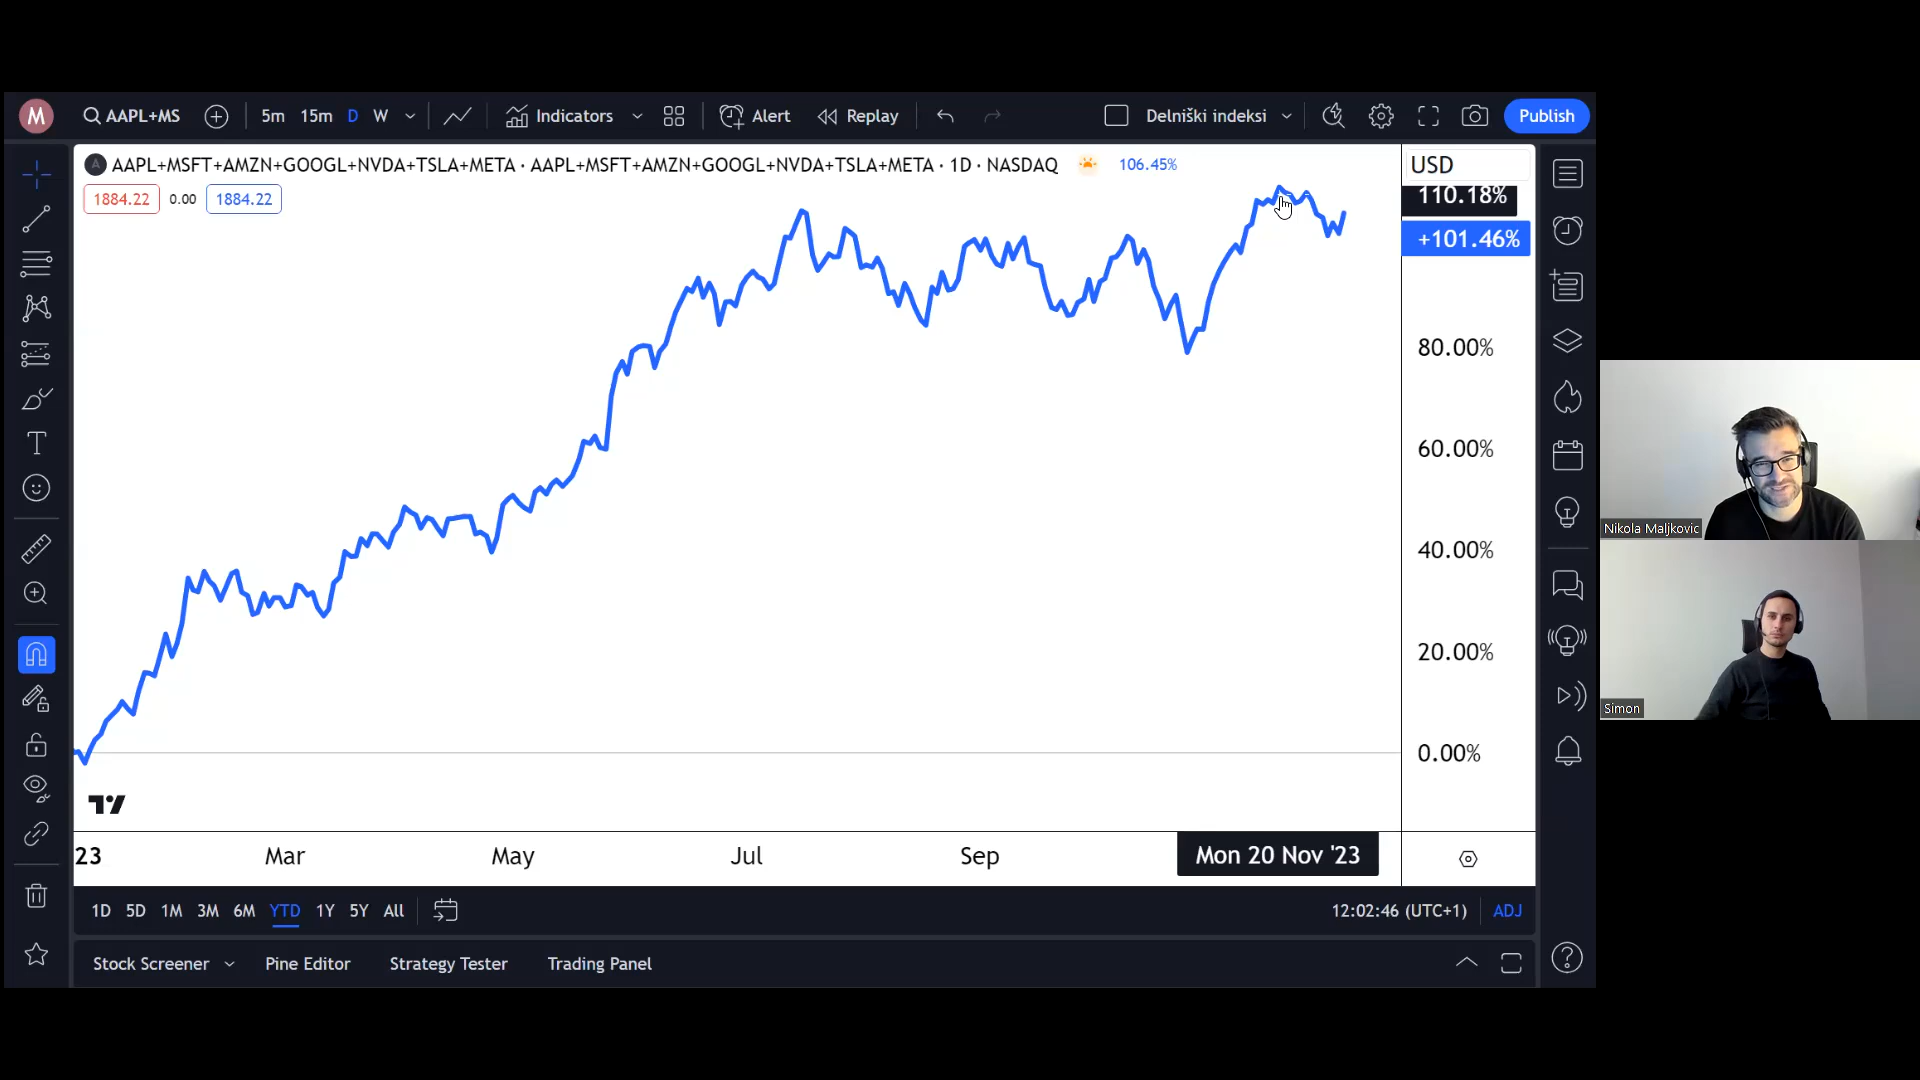 M AAPL+MS 5m 15m D W Indicators Alert Replay Delniški indeksi Publish
A AAPL+MSFT+AMZN+GOOGL+NVDA+TSLA+META · AAPL+MSFT+AMZN+GOOGL+NVDA+TSLA+META · 1D · NASDAQ 106.45% USD
1884.22 0.00 1884.22
110.18%
+101.46%
80.00%
60.00%
40.00%
20.00%
0.00%
23 Mar May Jul Sep Mon 20 Nov '23
1D 5D 1M 3M 6M YTD 1Y 5Y All 12:02:46 (UTC+1) ADJ
Stock Screener Pine Editor Strategy Tester Trading Panel
Nikola Maljkovic
Simon